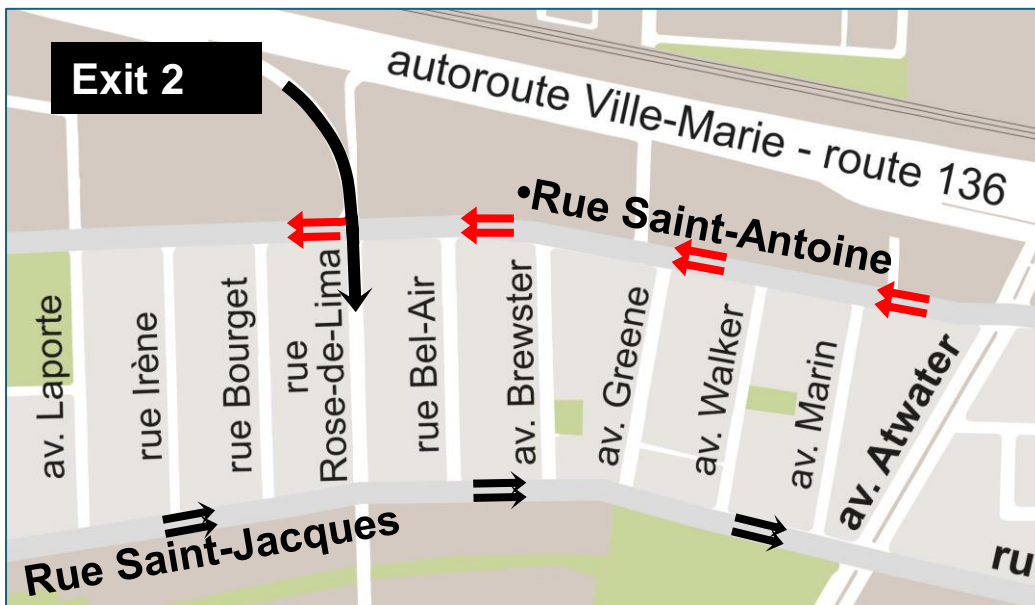 Exit 2
autoroute Ville-Marie - route 136
•Rue Saint-Antoine
av. Laporte
rue Irène
rue Bourget
rue
Rose-de-Lima
rue Bel-Air
av. Brewster
av. Greene
av. Walker
av. Marin
av. Atwater
Rue Saint-Jacques
ru